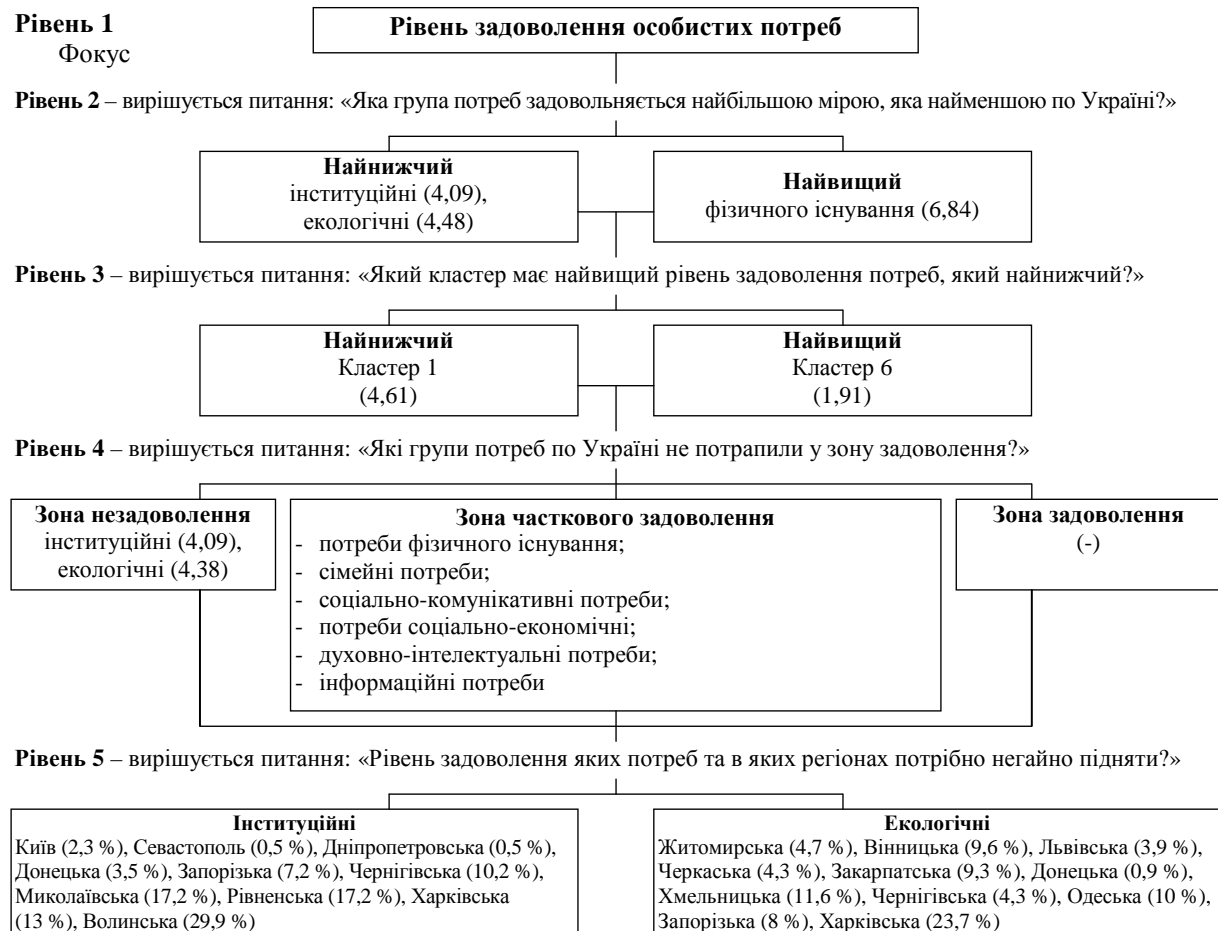 Рівень 1
Фокус
Рівень задоволення особистих потреб
Рівень 2 – вирішується питання: «Яка група потреб задовольняється найбільшою мірою, яка найменшою по Україні?»
Найнижчий
інституційні (4,09),
екологічні (4,48)
Найвищий
фізичного існування (6,84)
Рівень 3 – вирішується питання: «Який кластер має найвищий рівень задоволення потреб, який найнижчий?»
Найнижчий
Кластер 1
(4,61)
Найвищий
Кластер 6
(1,91)
Рівень 4 – вирішується питання: «Які групи потреб по Україні не потрапили у зону задоволення?»
Зона незадоволення
інституційні (4,09),
екологічні (4,38)
Зона часткового задоволення
- потреби фізичного існування;
- сімейні потреби;
- соціально-комунікативні потреби;
- потреби соціально-економічні;
- духовно-інтелектуальні потреби;
- інформаційні потреби
Зона задоволення
(-)
Рівень 5 – вирішується питання: «Рівень задоволення яких потреб та в яких регіонах потрібно негайно підняти?»
Інституційні
Київ (2,3 %), Севастополь (0,5 %), Дніпропетровська (0,5 %),
Донецька (3,5 %), Запорізька (7,2 %), Чернігівська (10,2 %),
Миколаївська (17,2 %), Рівненська (17,2 %), Харківська
(13 %), Волинська (29,9 %)
Екологічні
Житомирська (4,7 %), Вінницька (9,6 %), Львівська (3,9 %),
Черкаська (4,3 %), Закарпатська (9,3 %), Донецька (0,9 %),
Хмельницька (11,6 %), Чернігівська (4,3 %), Одеська (10 %),
Запорізька (8 %), Харківська (23,7 %)